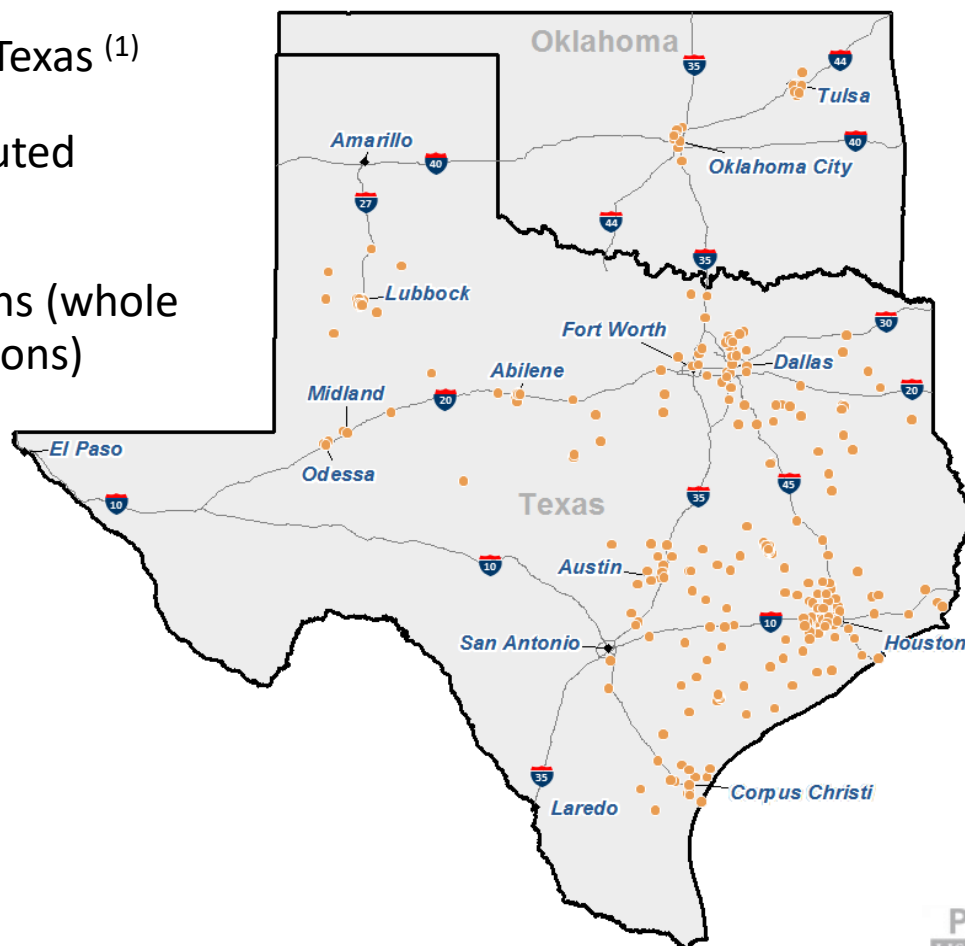 Texas (1)
uted
ns (whole
ons)
Oklahoma
35
44
Tulsa
Amarillo
40
Oklahoma City
40
27
44
35
Lubbock
Fort Worth
30
Dallas
Abilene
Midland
20
20
El Paso
Odessa
10
Texas
35
45
10
Austin
10
San Antonio
Houston
35
Corpus Christi
Laredo
P